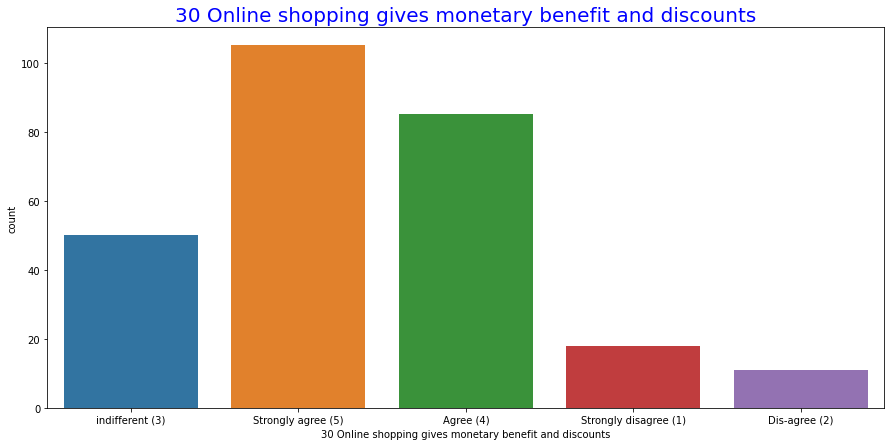 30 Online shopping gives monetary benefit and discounts
100
80
60
40
20
0
count
indifferent (3)
Strongly agree (5)
Agree (4)
Strongly disagree (1)
Dis-agree (2)
30 Online shopping gives monetary benefit and discounts